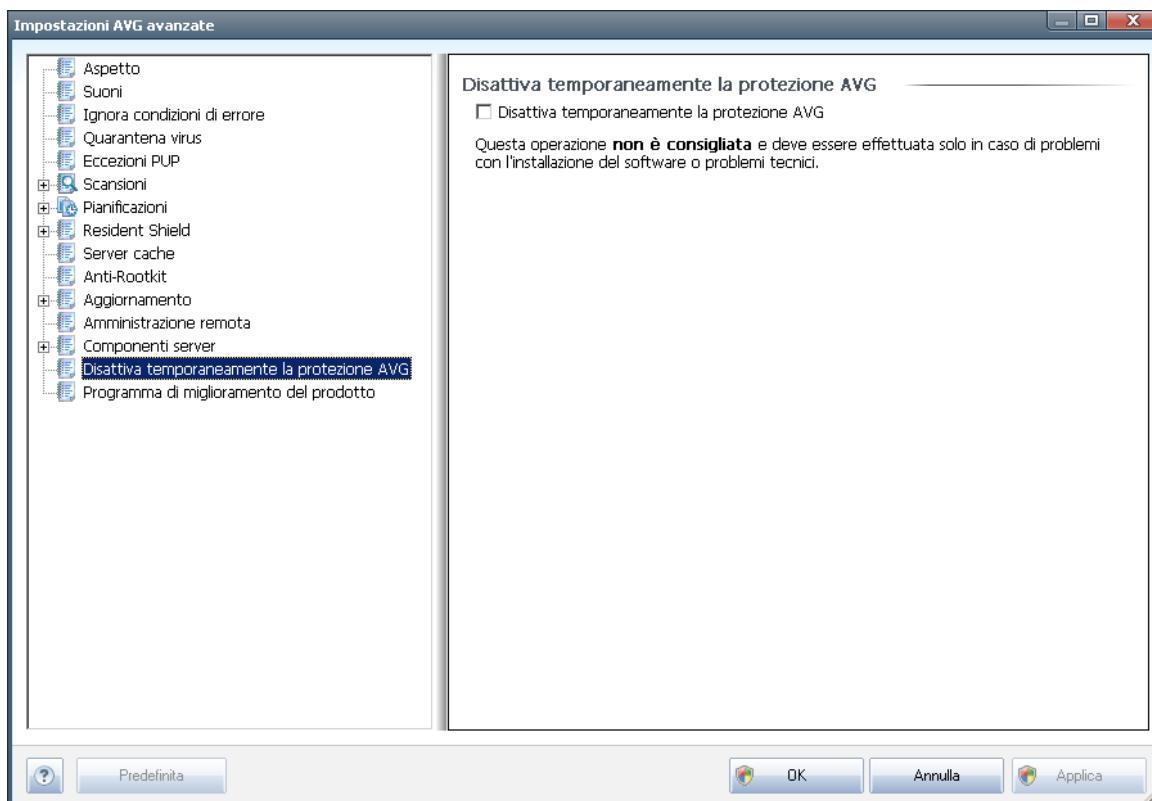 Impostazioni AVG avanzate
Aspetto
Suoni
Ignora condizioni di errore
Quarantena virus
Eccezioni PUP
Scansioni
Pianificazioni
Resident Shield
Server cache
Anti-Rootkit
Aggiornamento
Amministrazione remota
Componenti server
Disattiva temporaneamente la protezione AVG
Programma di miglioramento del prodotto
Disattiva temporaneamente la protezione AVG
Disattiva temporaneamente la protezione AVG
Questa operazione non è consigliata e deve essere effettuata solo in caso di problemi
con l'installazione del software o problemi tecnici.
?
Predefinita
OK
Annulla
Applica